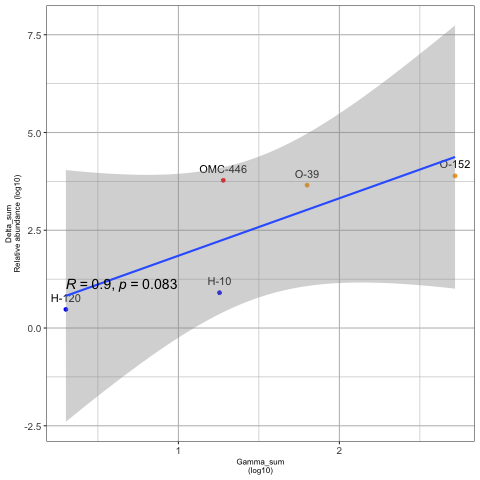 7.5
5.0
2.5
0.0
-2.5
Delta_sum
Relative abundance (log10)
OMC-446
O-39
O-152
H-10
R = 0.9, p = 0.083
H-120
1
2
Gamma_sum
(log10)